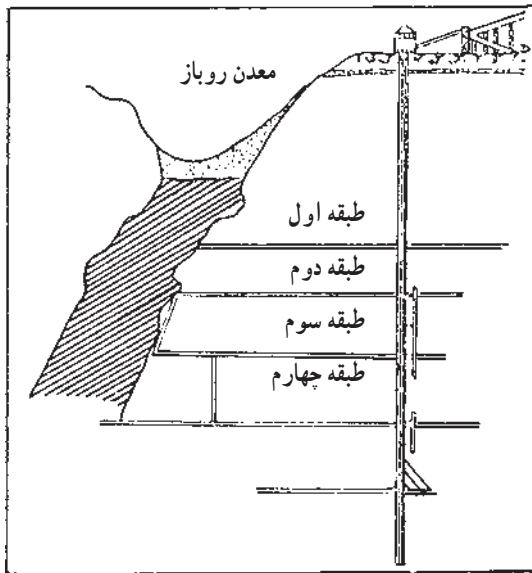 معدن روباز
طبقه اول
طبقه دوم
طبقه سوم
طبقه چهارم